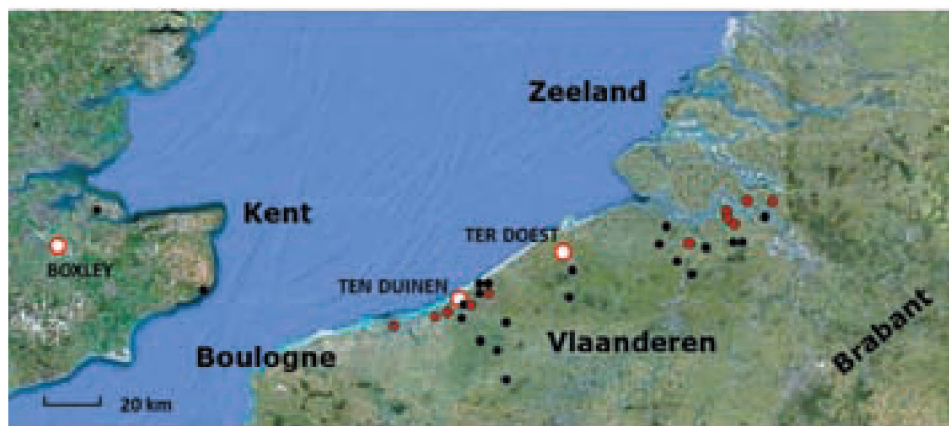 Zeeland
Kent
TER DOEST
BOXLEY
TEN DUINEN
Boulogne
Vlaanderen
Brabant
20 km